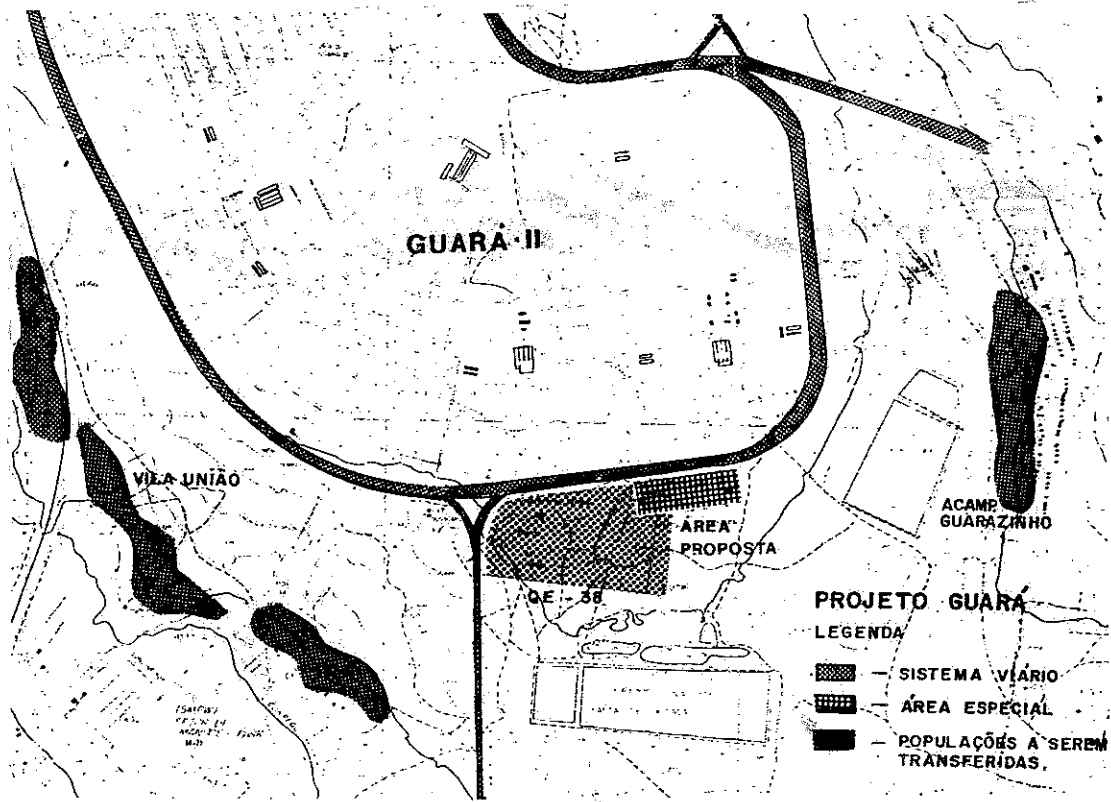 GUARÁ II
VILA UNIÃO
ACAMP.
GUARAZINHO
ÁREA
PROPOSTA
QE - 38
PROJETO GUARÁ
LEGENDA
— SISTEMA VIÁRIO
— ÁREA ESPECIAL
— POPULAÇÕES A SEREM
TRANSFERIDAS.